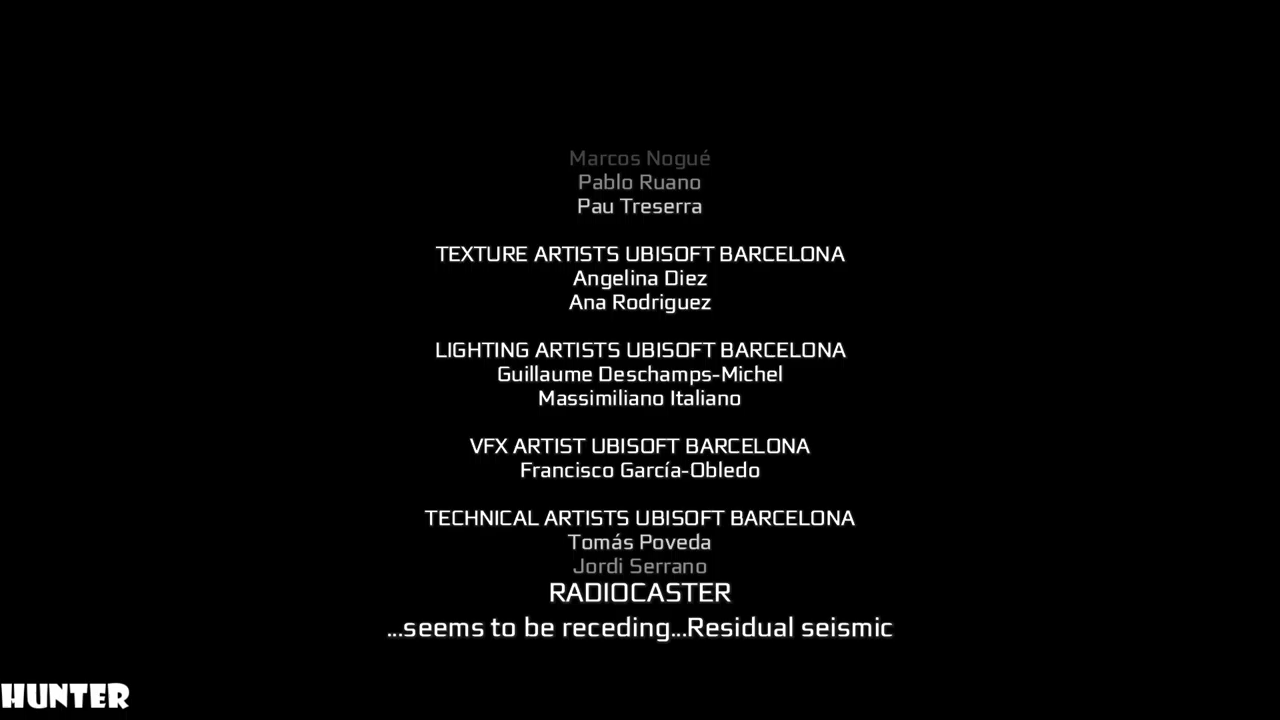 Marcos Nogué
Pablo Ruano
Pau Treserra
TEXTURE ARTISTS UBISOFT BARCELONA
Angelina Diez
Ana Rodriguez
LIGHTING ARTISTS UBISOFT BARCELONA
Guillaume Deschamps-Michel
Massimiliano Italiano
VFX ARTIST UBISOFT BARCELONA
Francisco García-Obledo
TECHNICAL ARTISTS UBISOFT BARCELONA
Tomás Poveda
Jordi Serrano
RADIOCASTER
...seems to be receding...Residual seismic
HUNTER